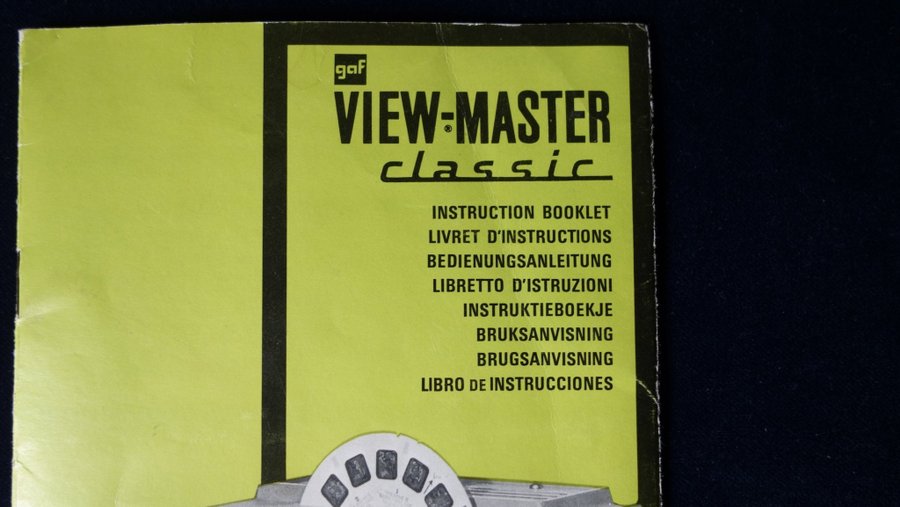 gaf
VIEW-MASTER®
classic
INSTRUCTION BOOKLET
LIVRET D'INSTRUCTIONS
BEDIENUNGSANLEITUNG
LIBRETTO D'ISTRUZIONI
INSTRUKTIEBOEKJE
BRUKSANVISNING
BRUGSANVISNING
LIBRO DE INSTRUCCIONES